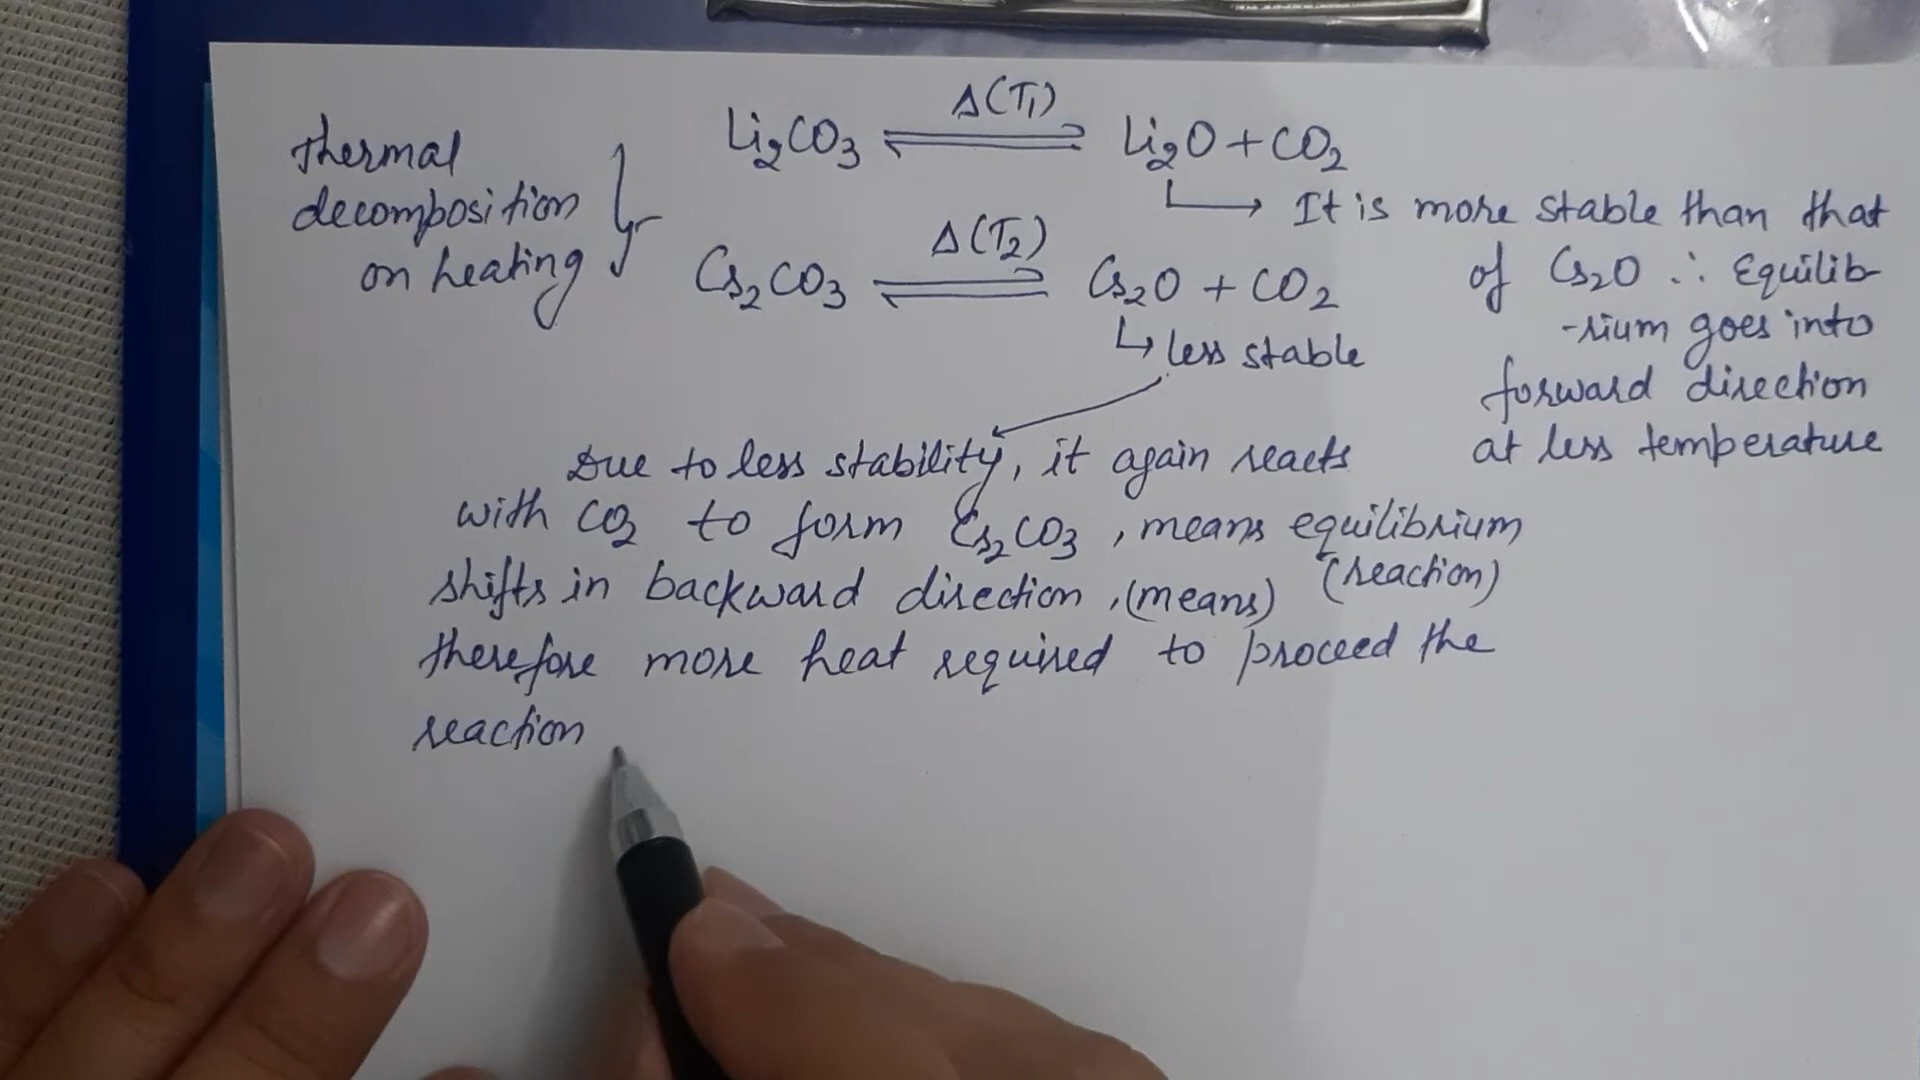 thermal
decomposition
on heating
Δ(T₁)
Li₂CO₃ ⇌ Li₂O + CO₂
↳ It is more stable than that
of Cs₂O ∴ Equilib-
-rium goes into
forward direction
at less temperature
Δ(T₂)
Cs₂CO₃ ⇌ Cs₂O + CO₂
↳ less stable
Due to less stability, it again reacts
with CO₂ to form Cs₂CO₃, means equilibrium
(reaction)
shifts in backward direction, (means)
therefore more heat required to proceed the
reaction